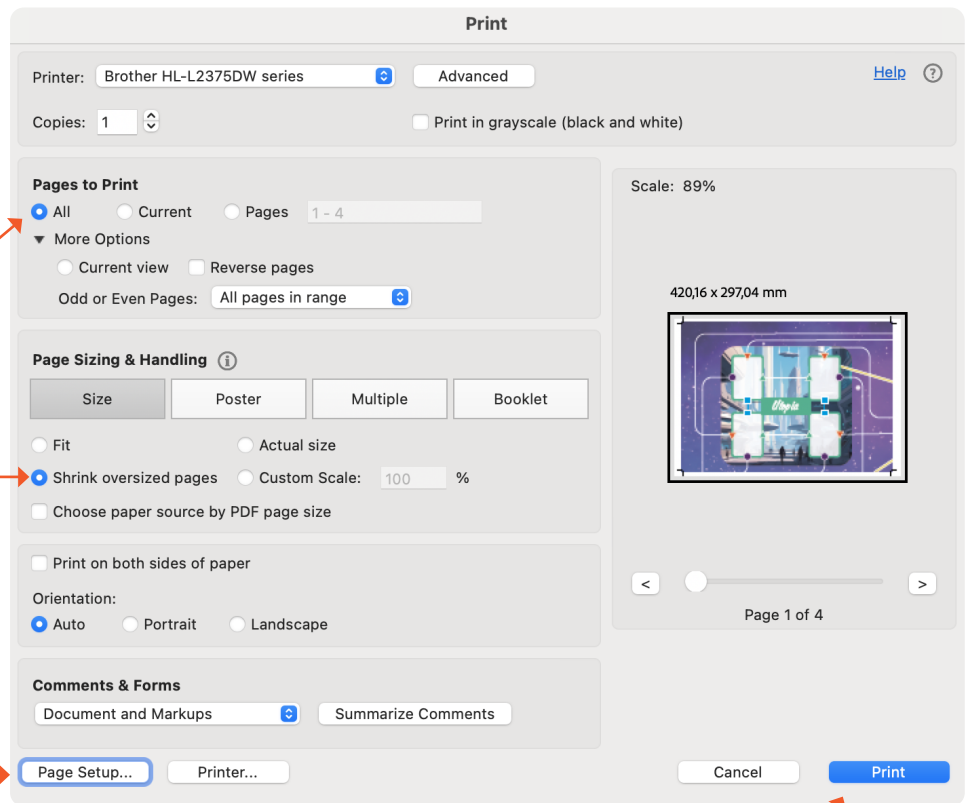 Print
Printer: Brother HL-L2375DW series Advanced Help ?
Copies: 1 Print in grayscale (black and white)
Pages to Print
All Current Pages 1 - 4
More Options
Current view Reverse pages
Odd or Even Pages: All pages in range
Page Sizing & Handling i
Size Poster Multiple Booklet
Fit Actual size
Shrink oversized pages Custom Scale: 100 %
Choose paper source by PDF page size
Print on both sides of paper
Orientation:
Auto Portrait Landscape
Comments & Forms
Document and Markups Summarize Comments
Page Setup... Printer...
Scale: 89%
420,16 x 297,04 mm
Utopia
< >
Page 1 of 4
Cancel Print